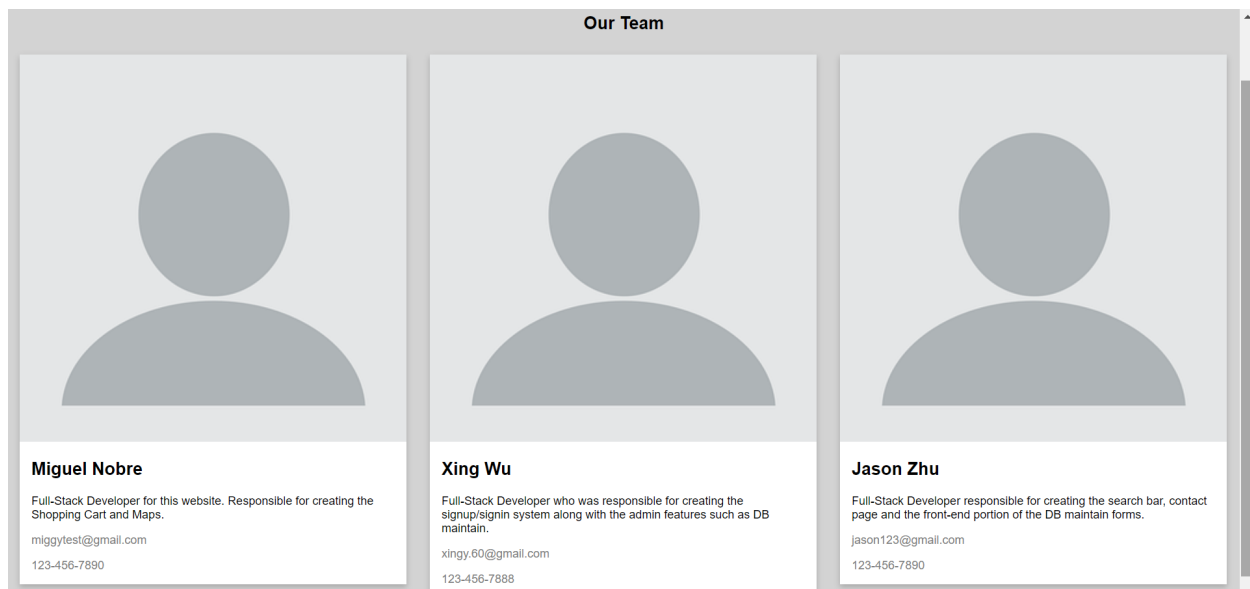 Our Team
Miguel Nobre
Full-Stack Developer for this website. Responsible for creating the
Shopping Cart and Maps.
miggytest@gmail.com
123-456-7890
Xing Wu
Full-Stack Developer who was responsible for creating the
signup/signin system along with the admin features such as DB
maintain.
xingy.60@gmail.com
123-456-7888
Jason Zhu
Full-Stack Developer responsible for creating the search bar, contact
page and the front-end portion of the DB maintain forms.
jason123@gmail.com
123-456-7890